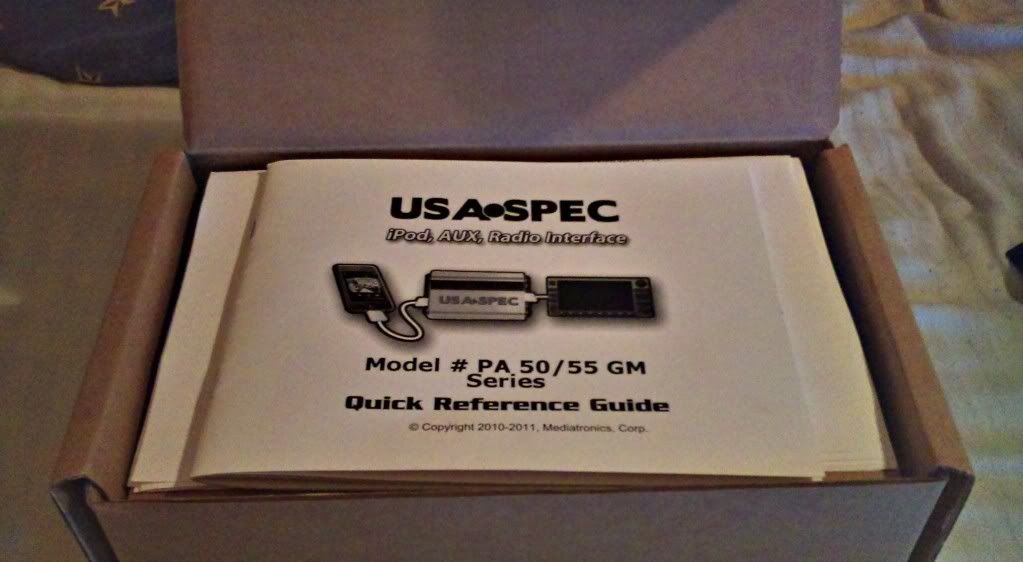 USA•SPEC
iPod, AUX, Radio Interface
USA•SPEC
Model # PA 50/55 GM
Series
Quick Reference Guide
© Copyright 2010-2011, Mediatronics, Corp.